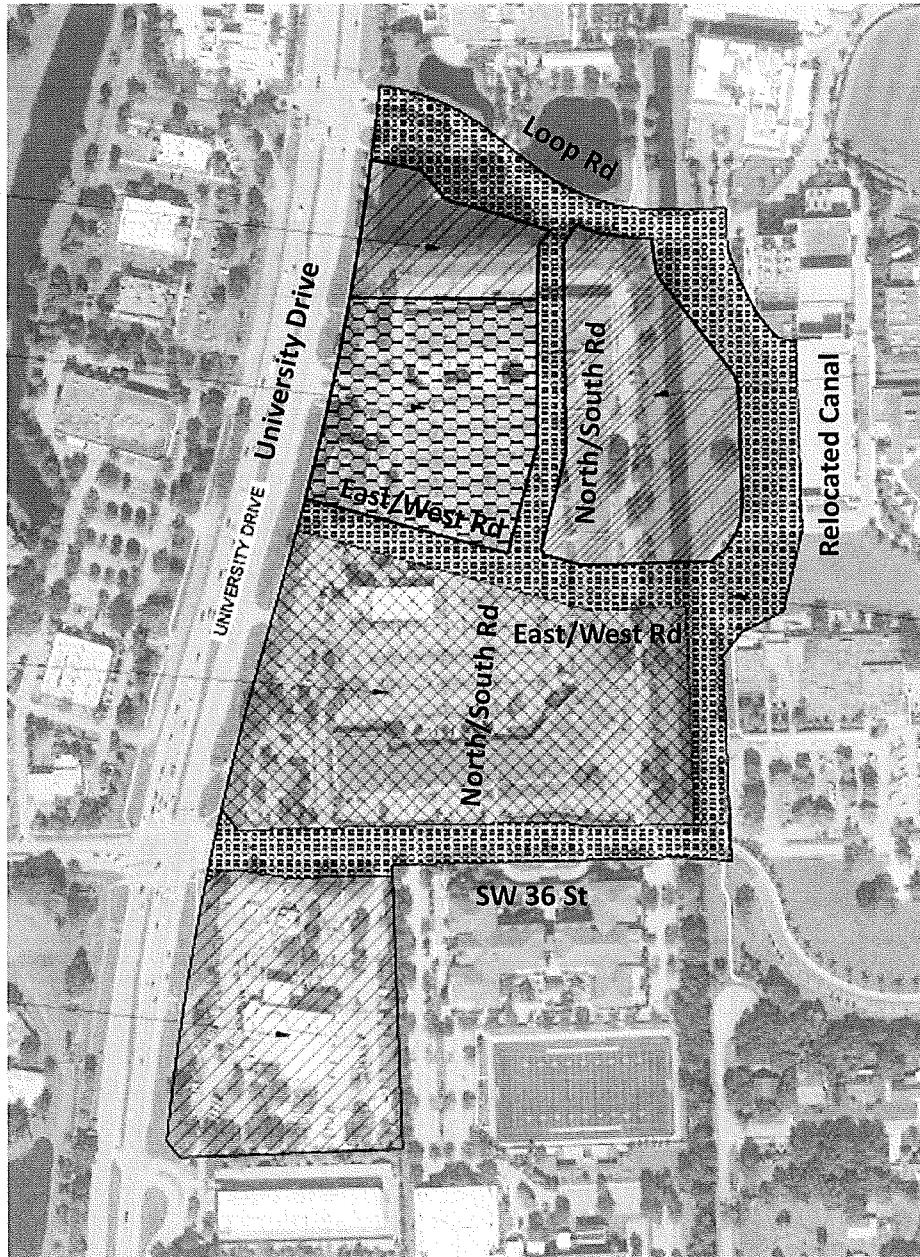 Loop Rd
University Drive
UNIVERSITY DRIVE
North/South Rd
East/West Rd
Relocated Canal
East/West Rd
North/South Rd
SW 36 St